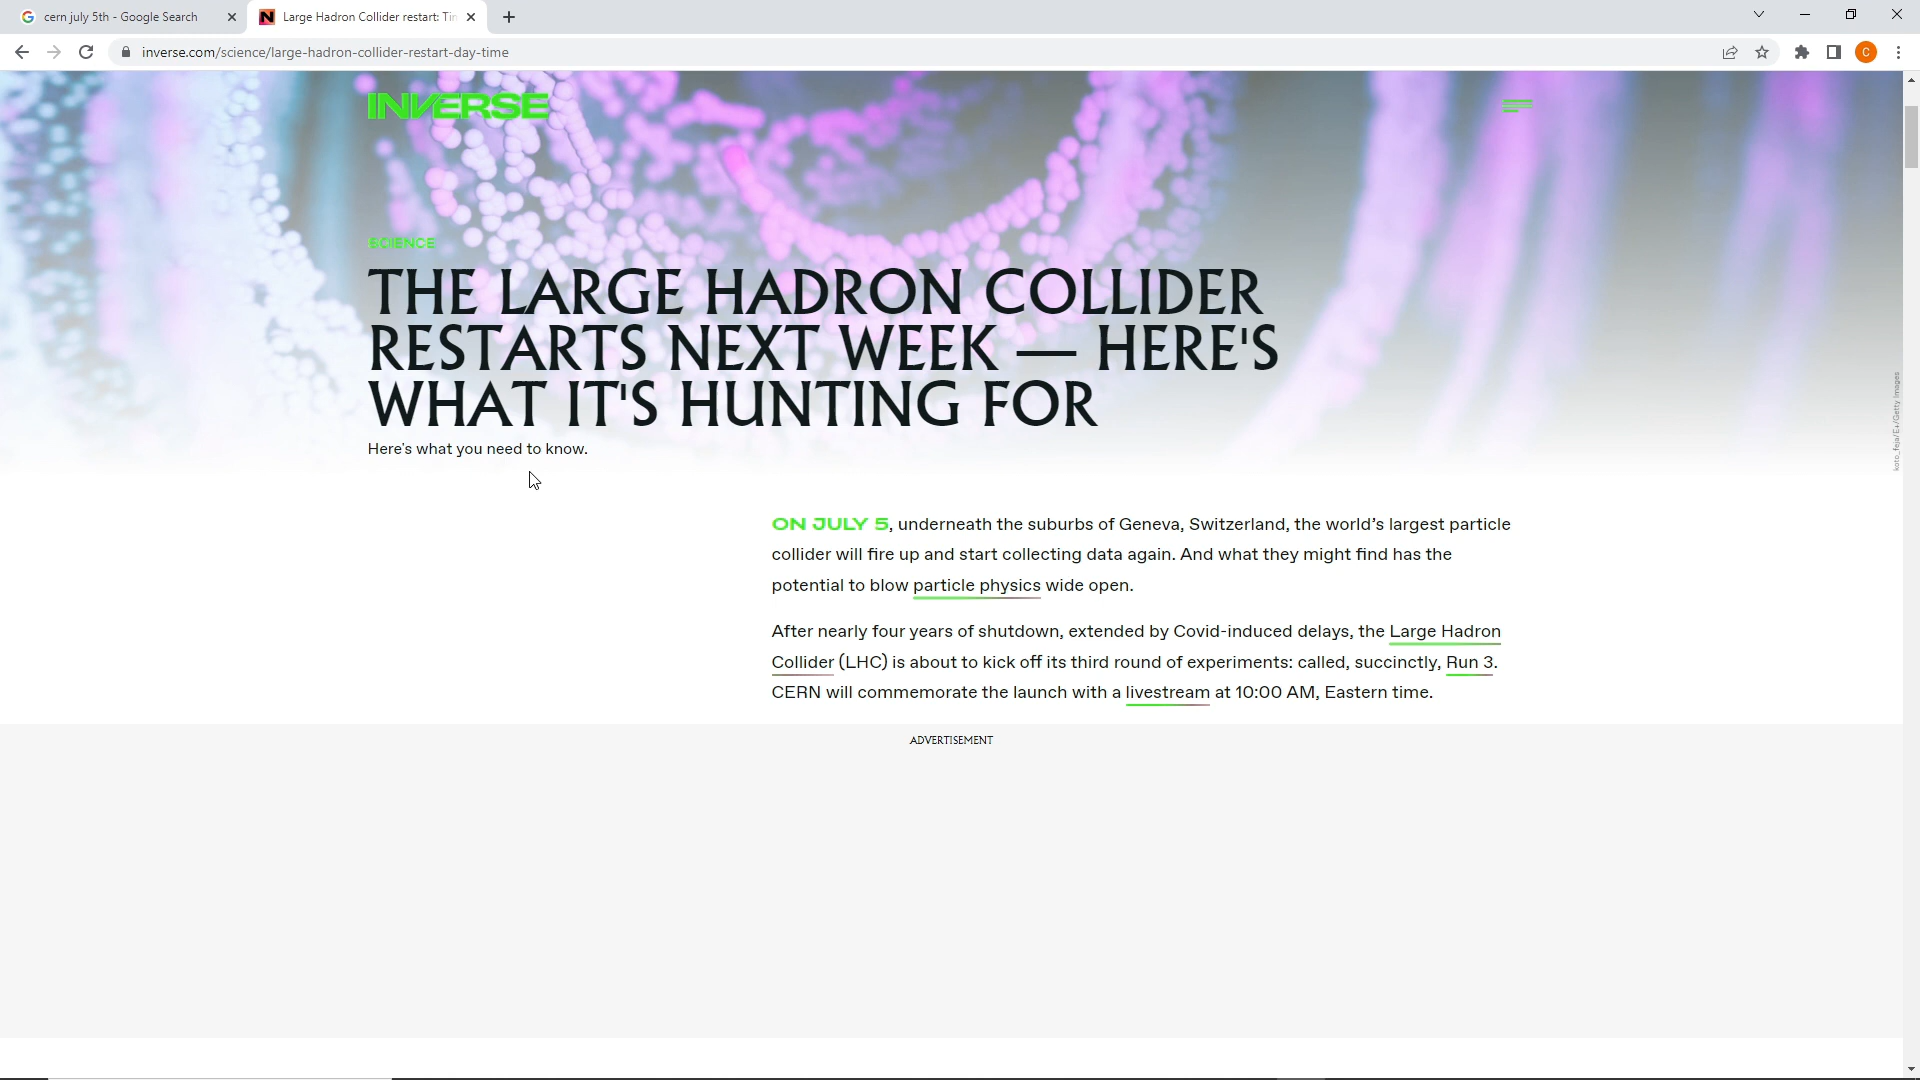 cern july 5th - Google Search
Large Hadron Collider restart: Tin
inverse.com/science/large-hadron-collider-restart-day-time
C
INVERSE
SCIENCE
THE LARGE HADRON COLLIDER
RESTARTS NEXT WEEK — HERE'S
WHAT IT'S HUNTING FOR
Here's what you need to know.
koto_feja/E+/Getty Images
ON JULY 5, underneath the suburbs of Geneva, Switzerland, the world’s largest particle
collider will fire up and start collecting data again. And what they might find has the
potential to blow particle physics wide open.
After nearly four years of shutdown, extended by Covid-induced delays, the Large Hadron
Collider (LHC) is about to kick off its third round of experiments: called, succinctly, Run 3.
CERN will commemorate the launch with a livestream at 10:00 AM, Eastern time.
ADVERTISEMENT